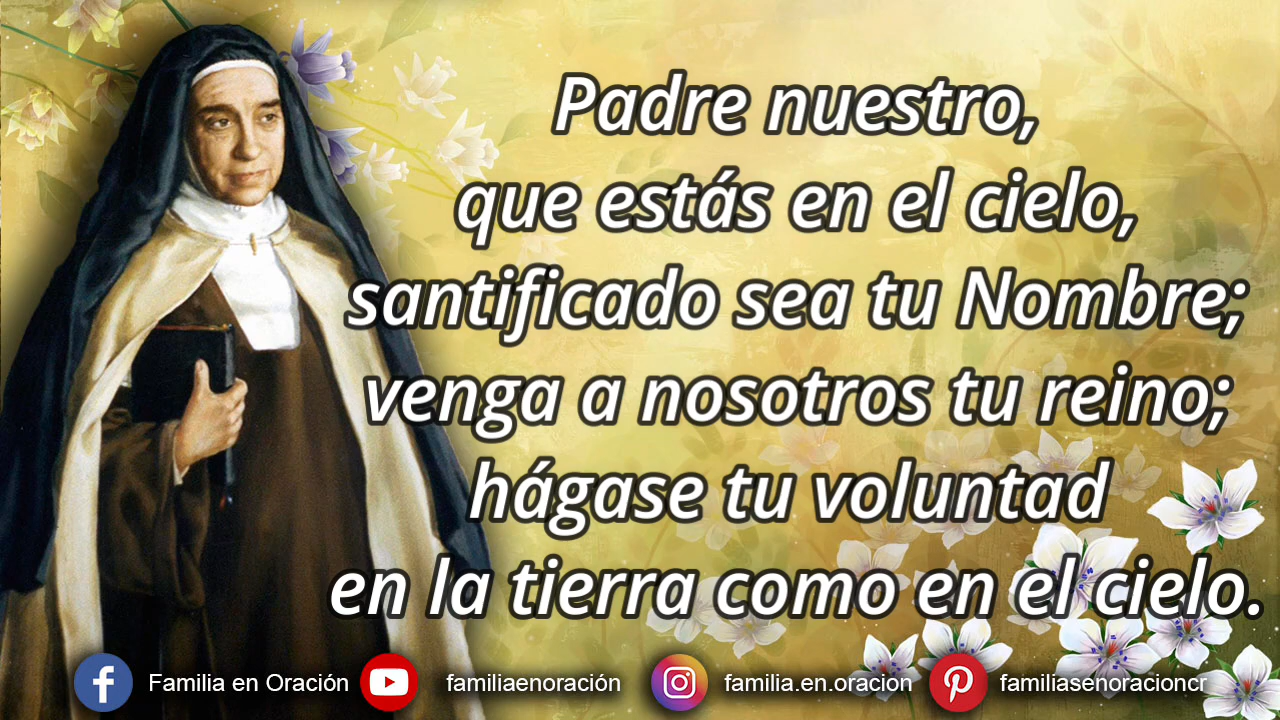 Padre nuestro,
que estás en el cielo,
santificado sea tu Nombre;
venga a nosotros tu reino;
hágase tu voluntad
en la tierra como en el cielo.
Familia en Oración familiaenoración familia.en.oracion familiasenoracioncr